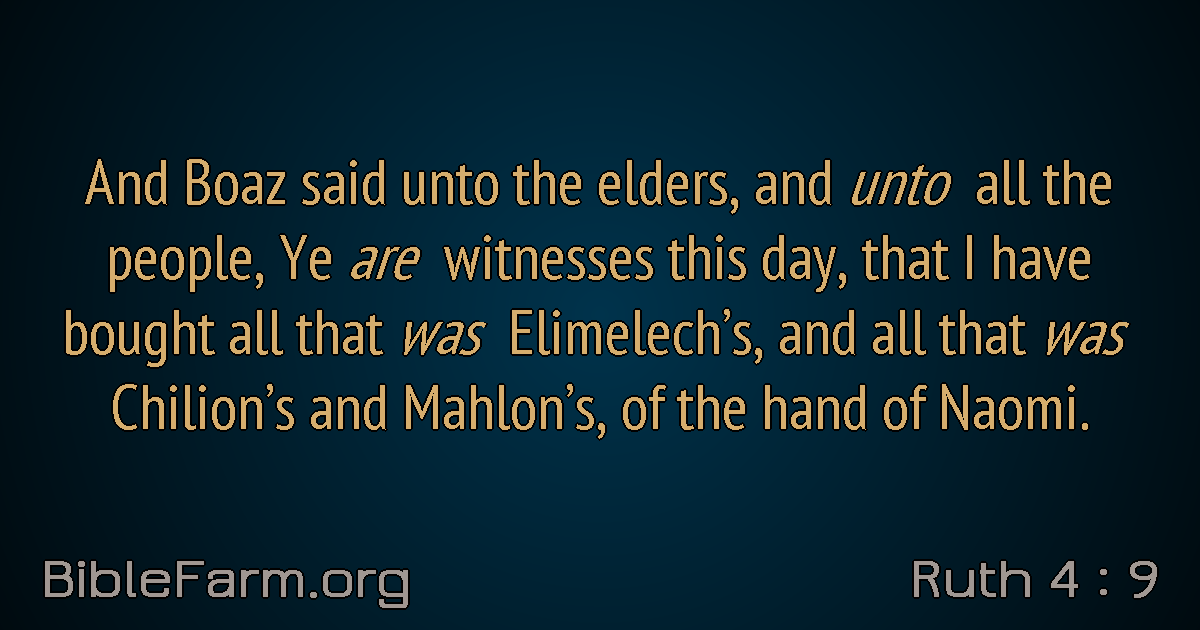 And Boaz said unto the elders, and unto all the
people, Ye are witnesses this day, that I have
bought all that was Elimelech’s, and all that was
Chilion’s and Mahlon’s, of the hand of Naomi.
BibleFarm.org
Ruth 4 : 9